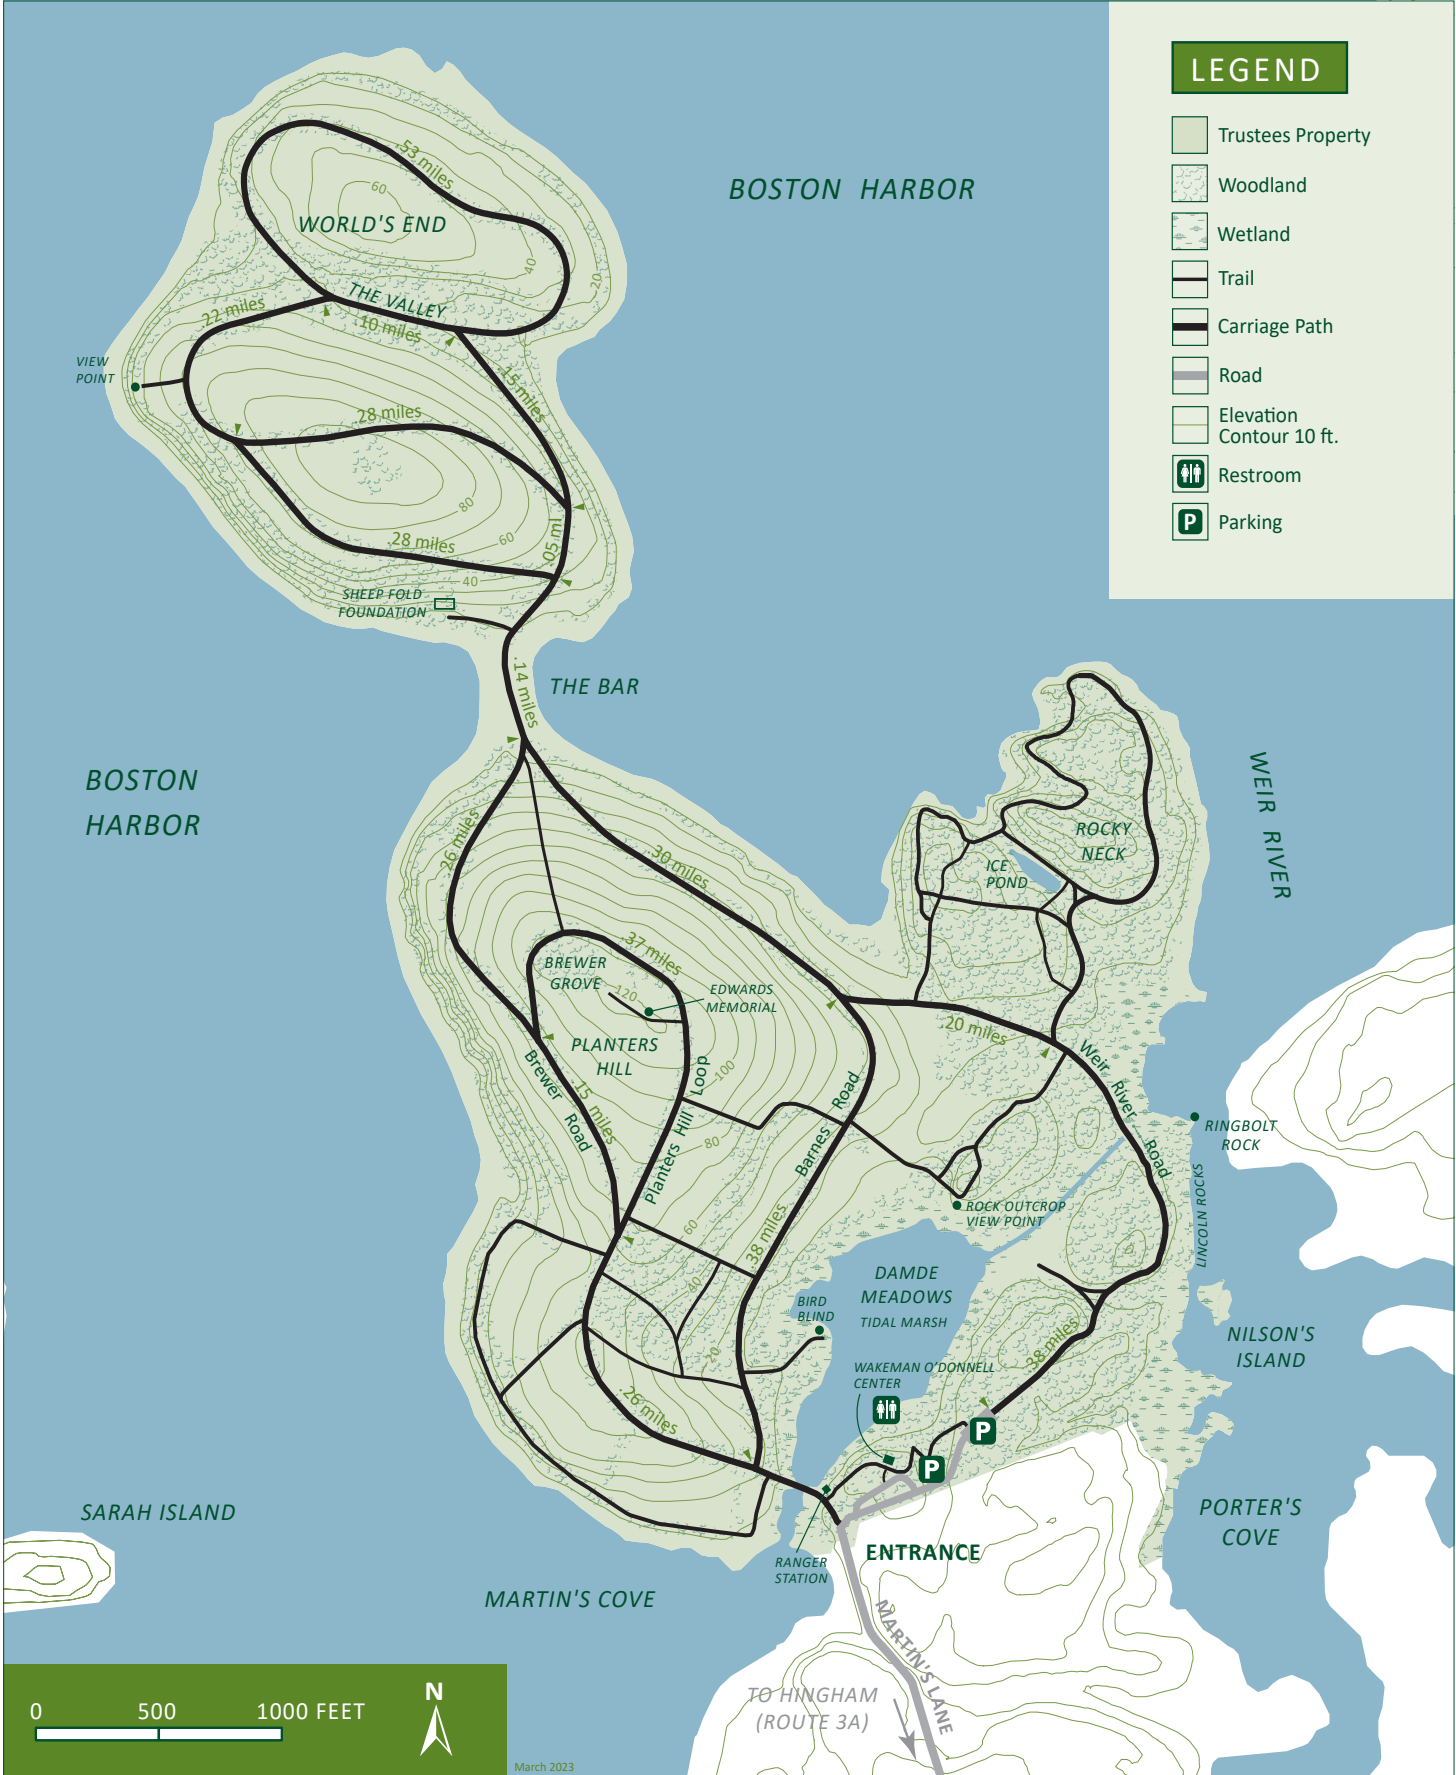 LEGEND
Trustees Property
Woodland
Wetland
Trail
Carriage Path
Road
Elevation
Contour 10 ft.
Restroom
P
Parking
BOSTON HARBOR
.53 miles
60
WORLD'S END
40
20
THE VALLEY
.22 miles
.10 miles
VIEW
POINT
.15 miles
.28 miles
80
60
.05 mi
.28 miles
40
SHEEP FOLD
FOUNDATION
.14 miles
THE BAR
BOSTON
HARBOR
WEIR RIVER
.26 miles
.30 miles
ROCKY
NECK
ICE
POND
.37 miles
BREWER
GROVE
120
EDWARDS
MEMORIAL
PLANTERS
HILL
100
80
60
40
20
Brewer Road
.15 miles
Planters Hill Loop
Barnes Road
.38 miles
.20 miles
Weir River Road
RINGBOLT
ROCK
LINCOLN ROCKS
ROCK OUTCROP
VIEW POINT
DAMDE
MEADOWS
TIDAL MARSH
BIRD
BLIND
.38 miles
NILSON'S
ISLAND
WAKEMAN O'DONNELL
CENTER
.26 miles
P
P
SARAH ISLAND
PORTER'S
COVE
ENTRANCE
RANGER
STATION
MARTIN'S COVE
MARTIN'S LANE
TO HINGHAM
(ROUTE 3A)
0 500 1000 FEET
N
March 2023